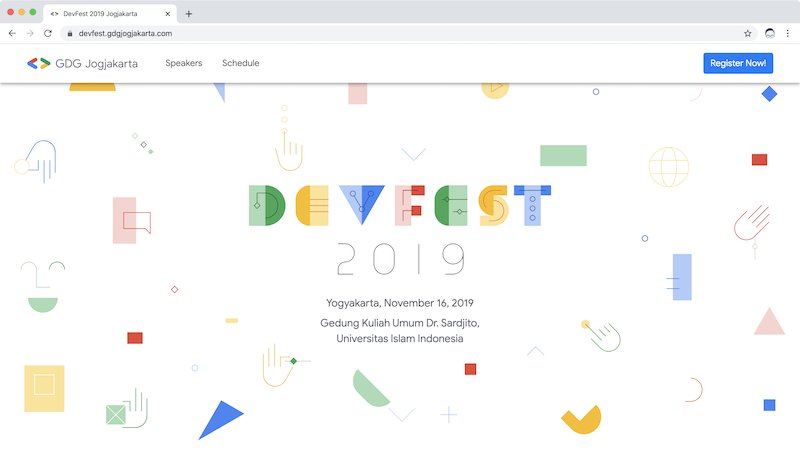 DevFest 2019 Jogjakarta
devfest.gdgjogjakarta.com
GDG Jogjakarta
Speakers
Schedule
Register Now!
DEVFEST
2019
Yogyakarta, November 16, 2019
Gedung Kuliah Umum Dr. Sardjito,
Universitas Islam Indonesia